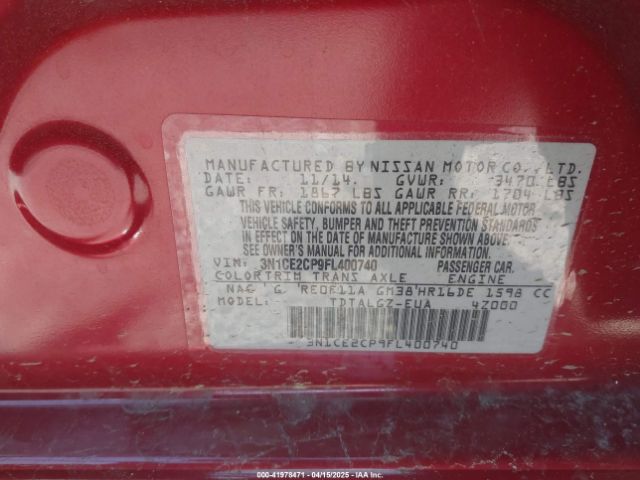 MANUFACTURED BY NISSAN MOTOR CO., LTD.
DATE: 11/14. GVWR: 3470 LBS
GAWR FR: 1867 LBS GAWR RR: 1704 LBS
THIS VEHICLE CONFORMS TO ALL APPLICABLE FEDERAL MOTOR
VEHICLE SAFETY, BUMPER AND THEFT PREVENTION STANDARDS
IN EFFECT ON THE DATE OF MANUFACTURE SHOWN ABOVE.
SEE OWNER'S MANUAL FOR ADDITIONAL INFORMATION.
VIN: 3N1CE2CP9FL400740 PASSENGER CAR.
COLOR TRIM TRANS AXLE ENGINE
NAG G RE0F11A GM38 HR16DE 1598 CC
MODEL TDTALGZ-EUA 4Z000
3N1CE2CP9FL400740
000-41978471 - 04/15/2025 - IAAI.COM